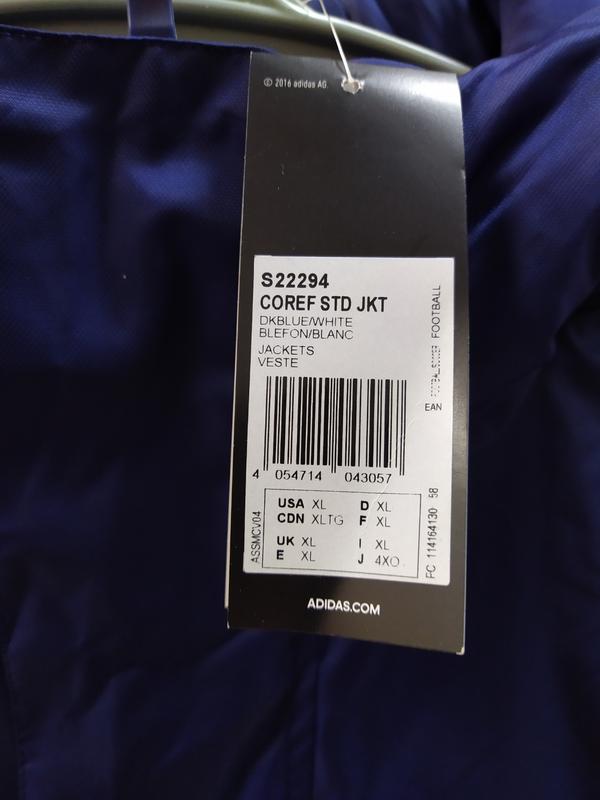 © 2016 adidas AG.
S22294
COREF STD JKT
DKBLUE/WHITE
BLEFON/BLANC
JACKETS
VESTE
FOOTBALL
EAN
4 054714 043057
USA XL D XL
CDN XLTG F XL
UK XL I XL
E XL J 4XO
ASSMCV04
PC 114164130 58
ADIDAS.COM